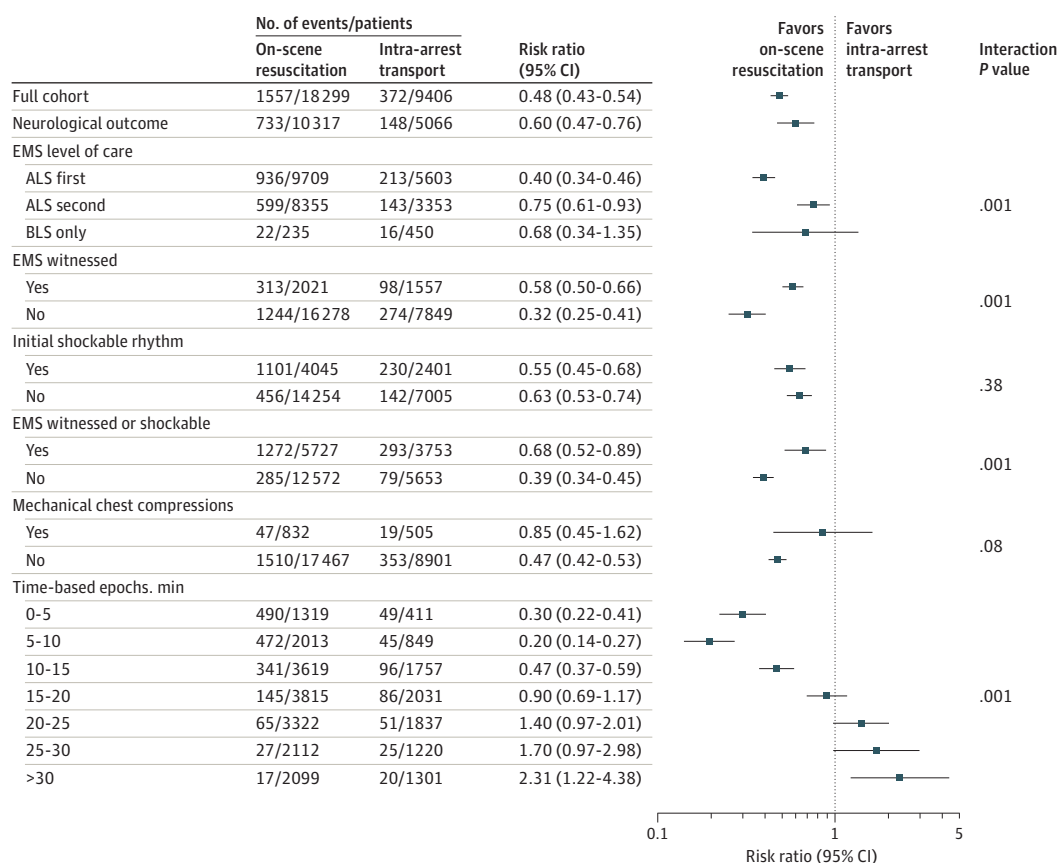 No. of events/patients
On-scene resuscitation Intra-arrest transport Risk ratio (95% CI) Favors on-scene resuscitation Favors intra-arrest transport Interaction P value
Full cohort 1557/18 299 372/9406 0.48 (0.43-0.54)
Neurological outcome 733/10 317 148/5066 0.60 (0.47-0.76)
EMS level of care
ALS first 936/9709 213/5603 0.40 (0.34-0.46)
ALS second 599/8355 143/3353 0.75 (0.61-0.93) .001
BLS only 22/235 16/450 0.68 (0.34-1.35)
EMS witnessed
.001
Yes 313/2021 98/1557 0.58 (0.50-0.66)
No 1244/16 278 274/7849 0.32 (0.25-0.41)
Initial shockable rhythm
.38
Yes 1101/4045 230/2401 0.55 (0.45-0.68)
No 456/14 254 142/7005 0.63 (0.53-0.74)
EMS witnessed or shockable
.001
Yes 1272/5727 293/3753 0.68 (0.52-0.89)
No 285/12 572 79/5653 0.39 (0.34-0.45)
Mechanical chest compressions
.08
Yes 47/832 19/505 0.85 (0.45-1.62)
No 1510/17 467 353/8901 0.47 (0.42-0.53)
Time-based epochs. min
0-5 490/1319 49/411 0.30 (0.22-0.41)
5-10 472/2013 45/849 0.20 (0.14-0.27)
10-15 341/3619 96/1757 0.47 (0.37-0.59)
15-20 145/3815 86/2031 0.90 (0.69-1.17) .001
20-25 65/3322 51/1837 1.40 (0.97-2.01)
25-30 27/2112 25/1220 1.70 (0.97-2.98)
>30 17/2099 20/1301 2.31 (1.22-4.38)
0.1 1 5
Risk ratio (95% CI)